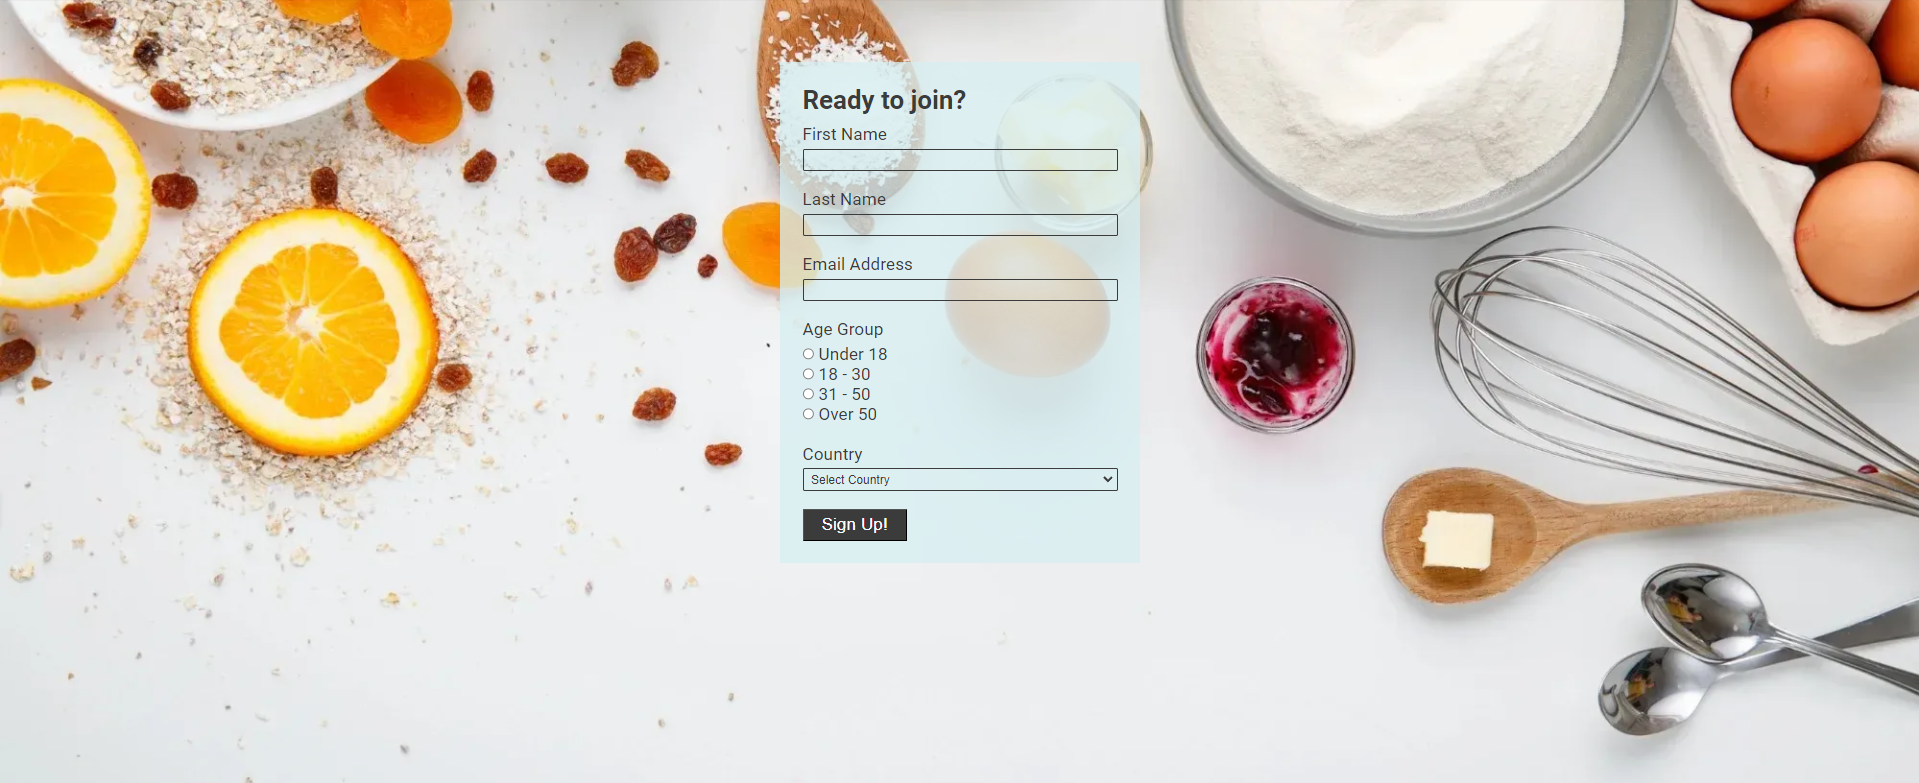 Ready to join?
First Name
Last Name
Email Address
Age Group
Under 18
18 - 30
31 - 50
Over 50
Country
Select Country
Sign Up!